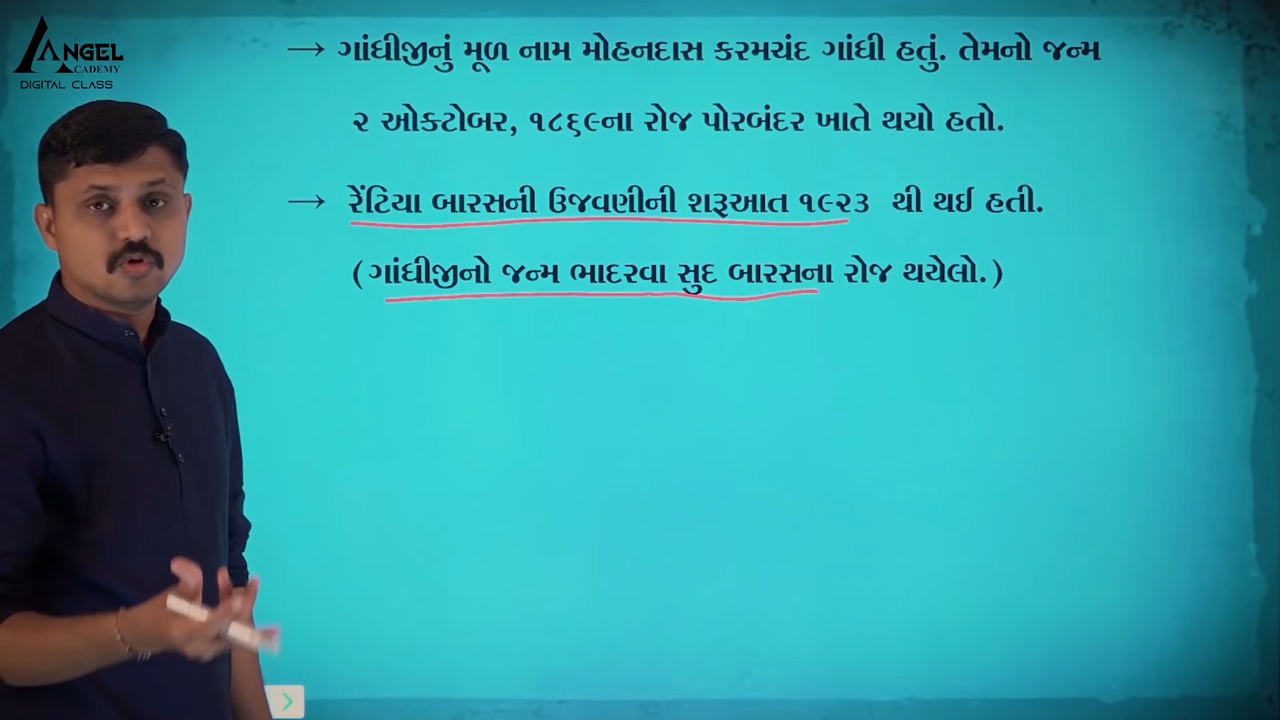 ANGEL
ACADEMY
DIGITAL CLASS
→ ગાંધીજીનું મૂળ નામ મોહનદાસ કરમચંદ ગાંધી હતું. તેમનો જન્મ
૨ ઓક્ટોબર, ૧૮૬૯ના રોજ પોરબંદર ખાતે થયો હતો.
→ રેંટિયા બારસની ઉજવણીની શરૂઆત ૧૯૨૩ થી થઈ હતી.
(ગાંધીજીનો જન્મ ભાદરવા સુદ બારસના રોજ થયેલો.)